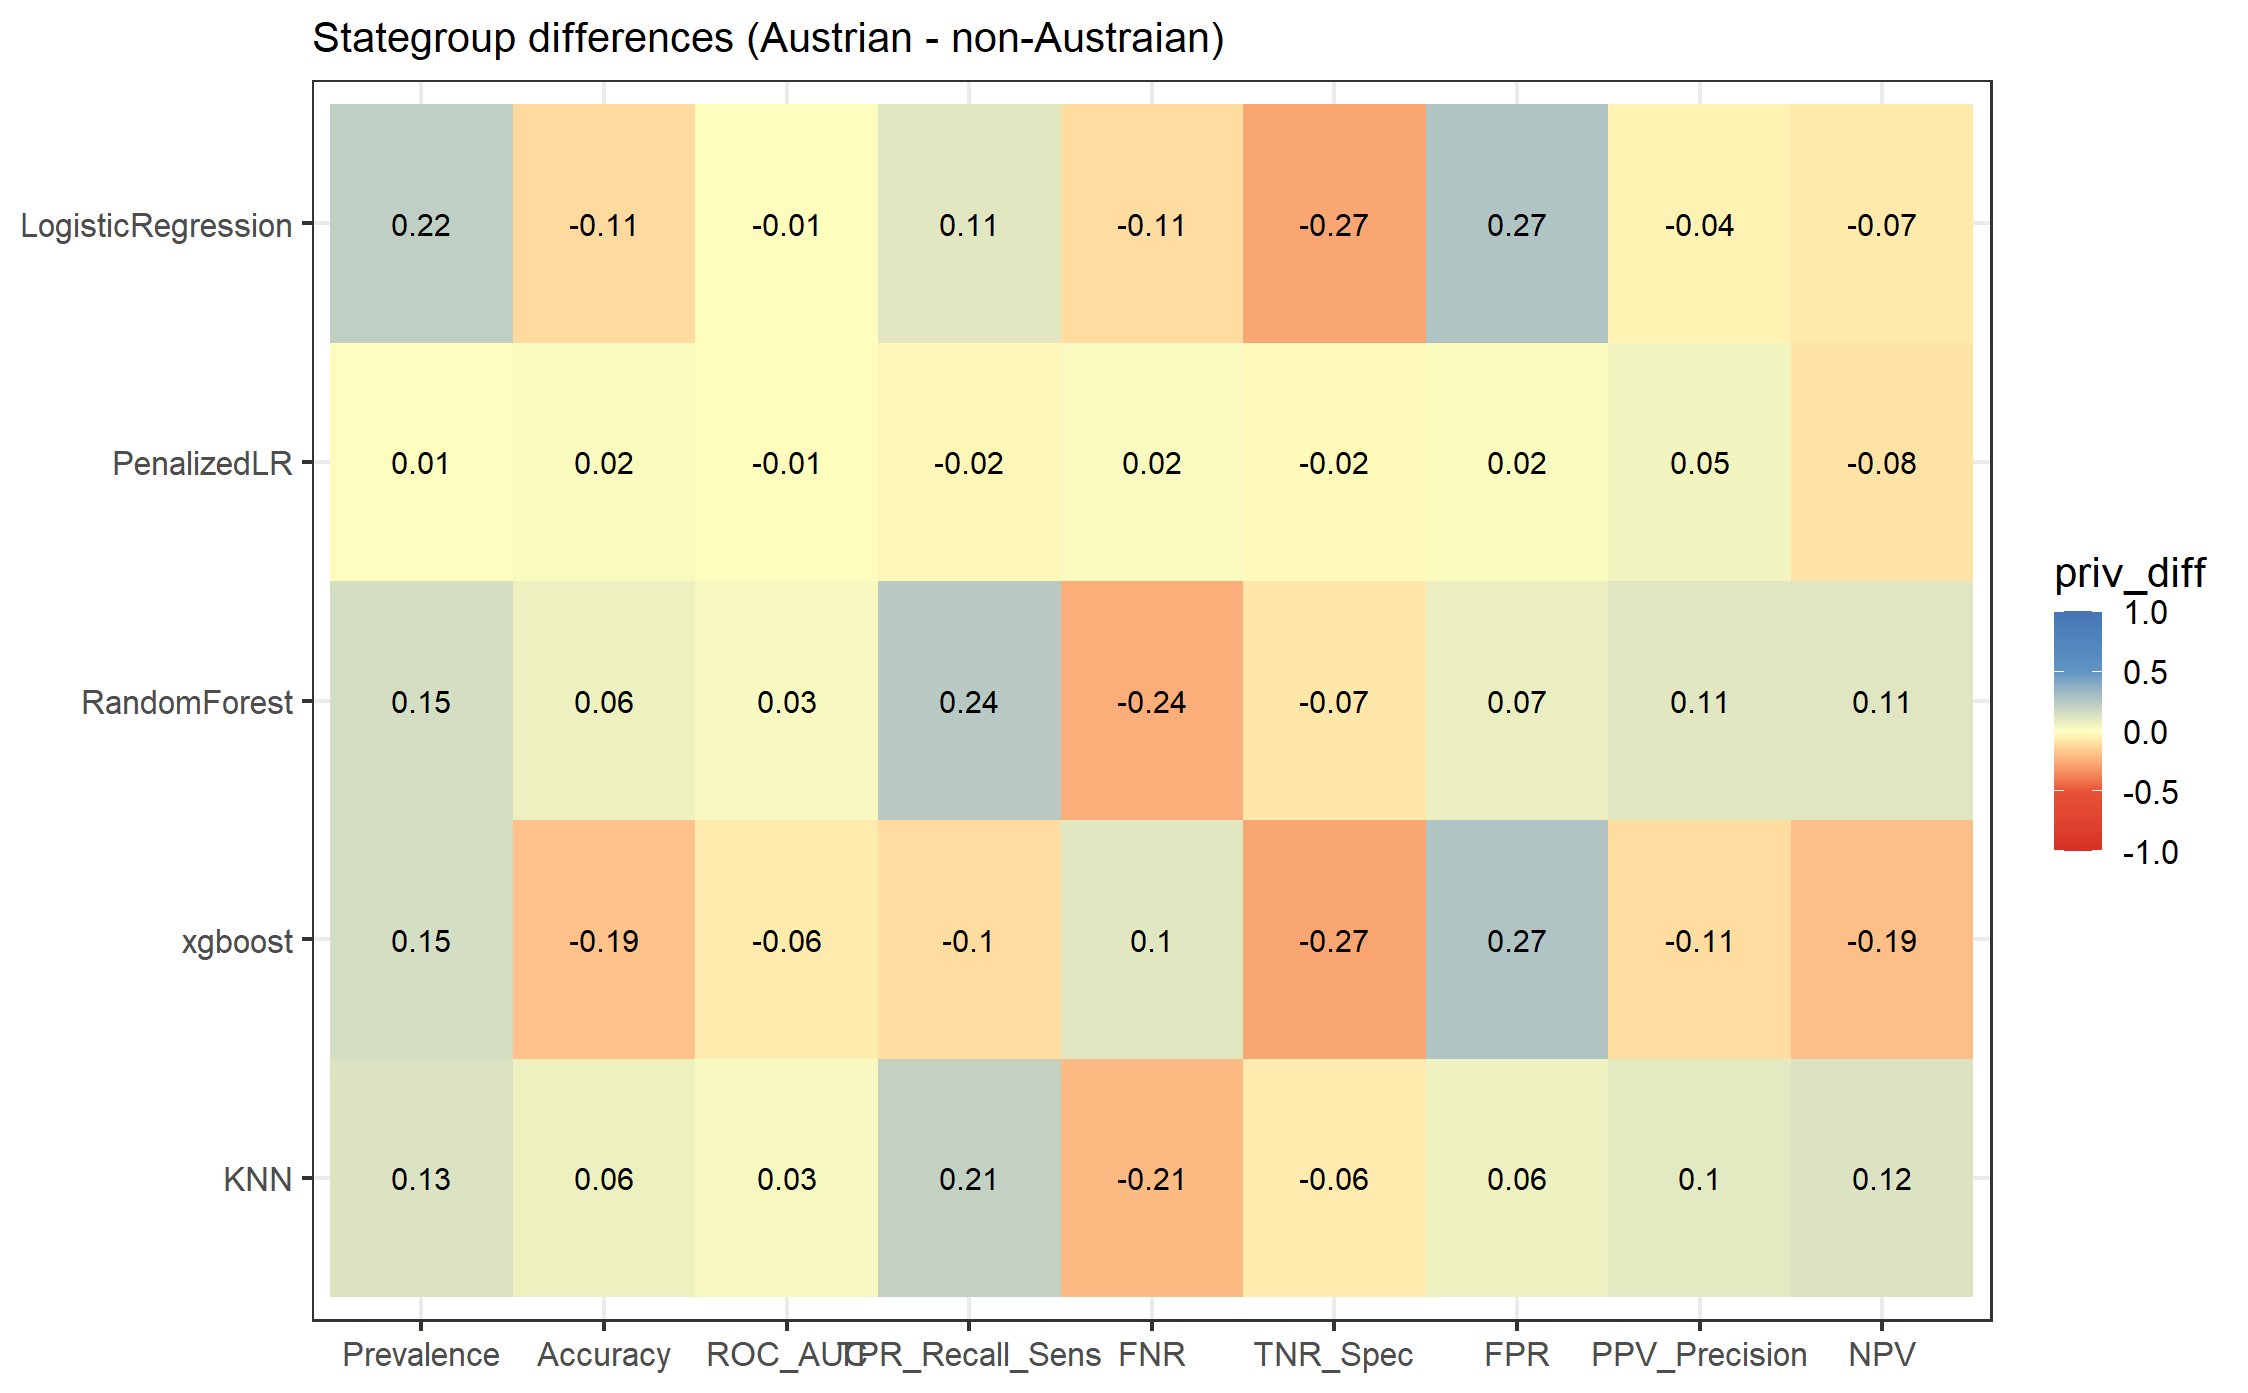 Stategroup differences (Austrian - non-Austraian)
LogisticRegression 0.22 -0.11 -0.01 0.11 -0.11 -0.27 0.27 -0.04 -0.07
PenalizedLR 0.01 0.02 -0.01 -0.02 0.02 -0.02 0.02 0.05 -0.08
RandomForest 0.15 0.06 0.03 0.24 -0.24 -0.07 0.07 0.11 0.11
xgboost 0.15 -0.19 -0.06 -0.1 0.1 -0.27 0.27 -0.11 -0.19
KNN 0.13 0.06 0.03 0.21 -0.21 -0.06 0.06 0.1 0.12
Prevalence Accuracy ROC_AUC TPR_Recall_Sens FNR TNR_Spec FPR PPV_Precision NPV
priv_diff
1.0
0.5
0.0
-0.5
-1.0